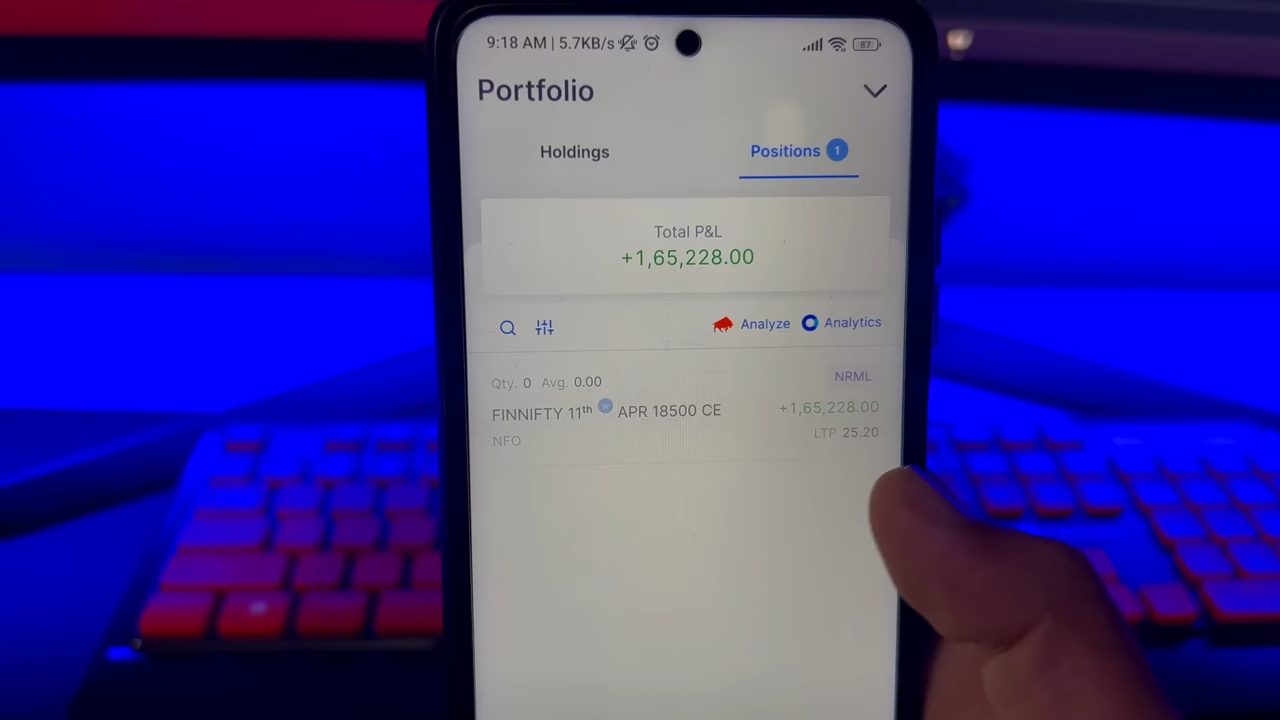 9:18 AM | 5.7KB/s 87
Portfolio
Holdings Positions 1
Total P&L
+1,65,228.00
Analyze Analytics
Qty. 0 Avg. 0.00 NRML
FINNIFTY 11th W APR 18500 CE +1,65,228.00
NFO LTP 25.20